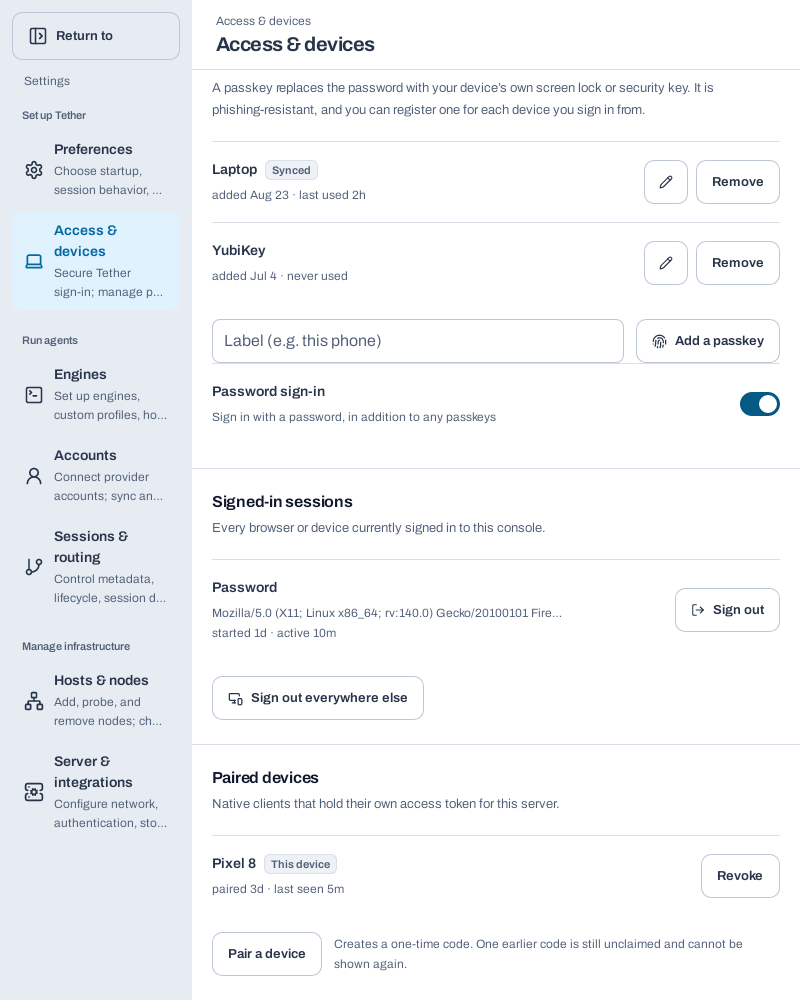 Return to
Settings
Set up Tether
Preferences
Choose startup,
session behavior, ...
Access &
devices
Secure Tether
sign-in; manage p...
Run agents
Engines
Set up engines,
custom profiles, ho...
Accounts
Connect provider
accounts; sync an...
Sessions &
routing
Control metadata,
lifecycle, session d...
Manage infrastructure
Hosts & nodes
Add, probe, and
remove nodes; ch...
Server &
integrations
Configure network,
authentication, sto...
Access & devices
Access & devices
A passkey replaces the password with your device's own screen lock or security key. It is
phishing-resistant, and you can register one for each device you sign in from.
Laptop Synced
added Aug 23 · last used 2h
Remove
YubiKey
added Jul 4 · never used
Remove
Label (e.g. this phone)
Add a passkey
Password sign-in
Sign in with a password, in addition to any passkeys
Signed-in sessions
Every browser or device currently signed in to this console.
Password
Mozilla/5.0 (X11; Linux x86_64; rv:140.0) Gecko/20100101 Fire...
started 1d · active 10m
Sign out
Sign out everywhere else
Paired devices
Native clients that hold their own access token for this server.
Pixel 8 This device
paired 3d · last seen 5m
Revoke
Pair a device
Creates a one-time code. One earlier code is still unclaimed and cannot be
shown again.